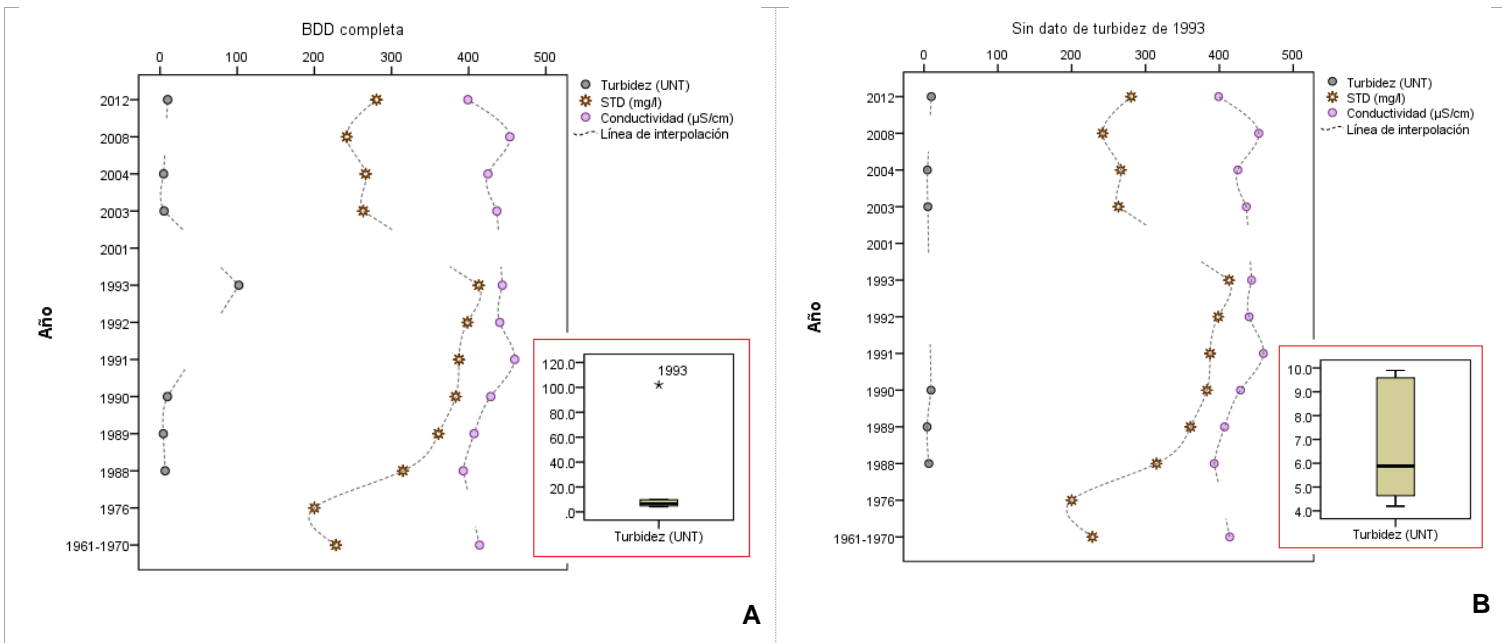 BDD completa
0 100 200 300 400 500
Turbidez (UNT)
STD (mg/l)
Conductividad (µS/cm)
Línea de interpolación
Año
2012
2008
2004
2003
2001
1993
1992
1991
1990
1989
1988
1976
1961-1970
120.0
100.0
80.0
60.0
40.0
20.0
.0
1993
Turbidez (UNT)
A
Sin dato de turbidez de 1993
0 100 200 300 400 500
Turbidez (UNT)
STD (mg/l)
Conductividad (µS/cm)
Línea de interpolación
Año
2012
2008
2004
2003
2001
1993
1992
1991
1990
1989
1988
1976
1961-1970
10.0
9.0
8.0
7.0
6.0
5.0
4.0
Turbidez (UNT)
B